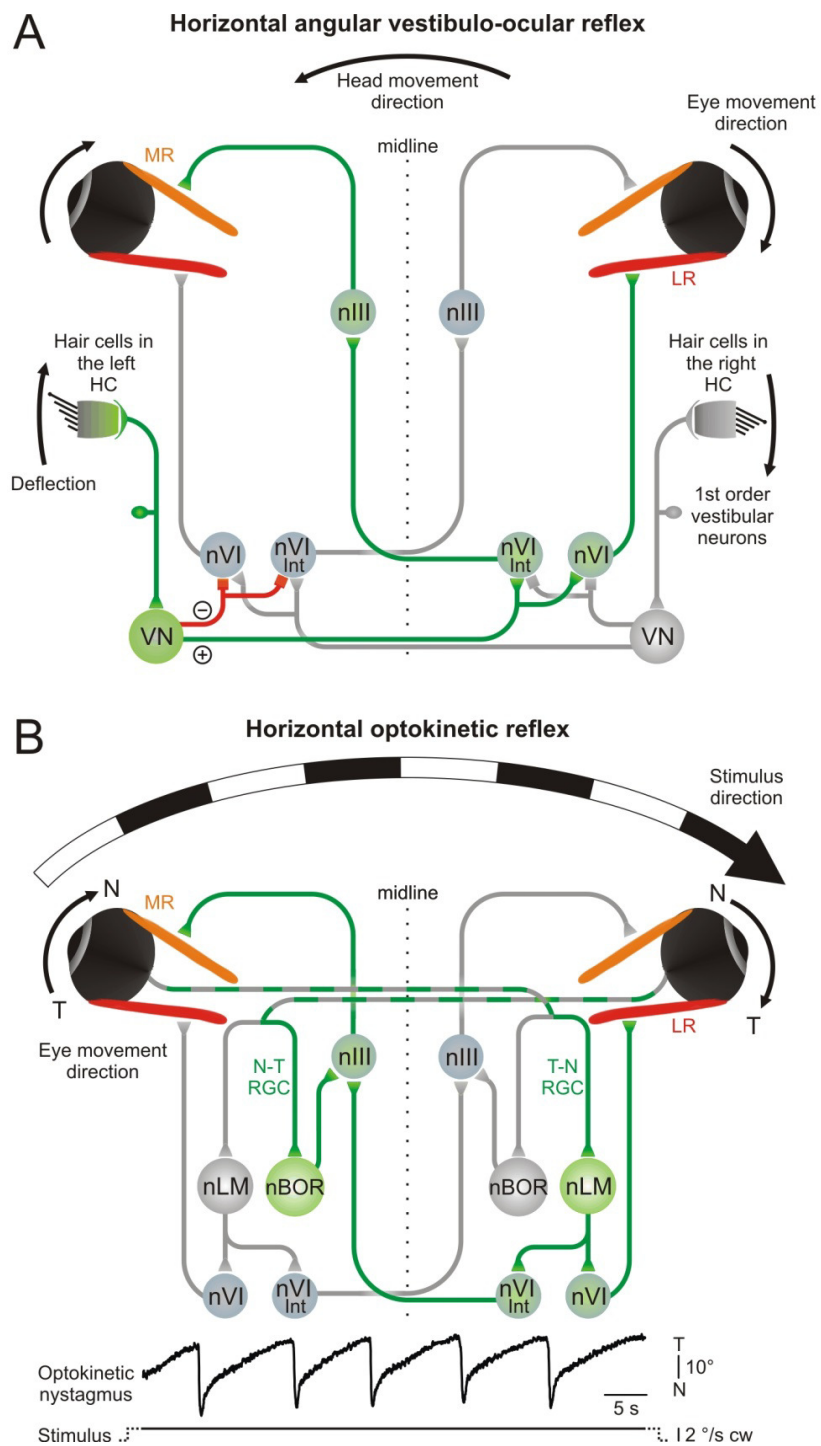 A
Horizontal angular vestibulo-ocular reflex
Head movement
direction
Eye movement
direction
midline
MR
LR
nIII
nIII
Hair cells in
the left
HC
Hair cells in
the right
HC
Deflection
1st order
vestibular
neurons
nVI
nVI
Int
nVI
Int
nVI
−
+
VN
VN
B
Horizontal optokinetic reflex
Stimulus
direction
N
MR
midline
N
T
LR
T
Eye movement
direction
N-T
RGC
nIII
nIII
T-N
RGC
nLM
nBOR
nBOR
nLM
nVI
nVI
Int
nVI
Int
nVI
Optokinetic
nystagmus
T
10°
N
5 s
Stimulus
2 °/s cw